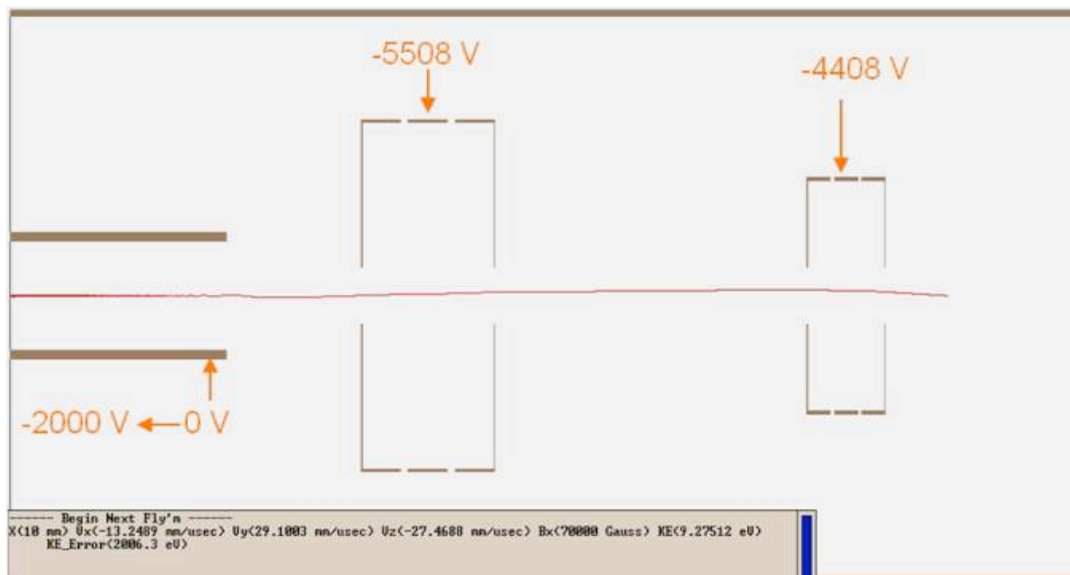 -5508 V
-4408 V
-2000 V 0 V
------ Begin Next Fly'm ------
X(10 mm) Vx(-13.2489 mm/usec) Vy(29.1003 mm/usec) Vz(-27.4688 mm/usec) Bx(70000 Gauss) KE(9.27512 eV)
KE_Error(2006.3 eV)